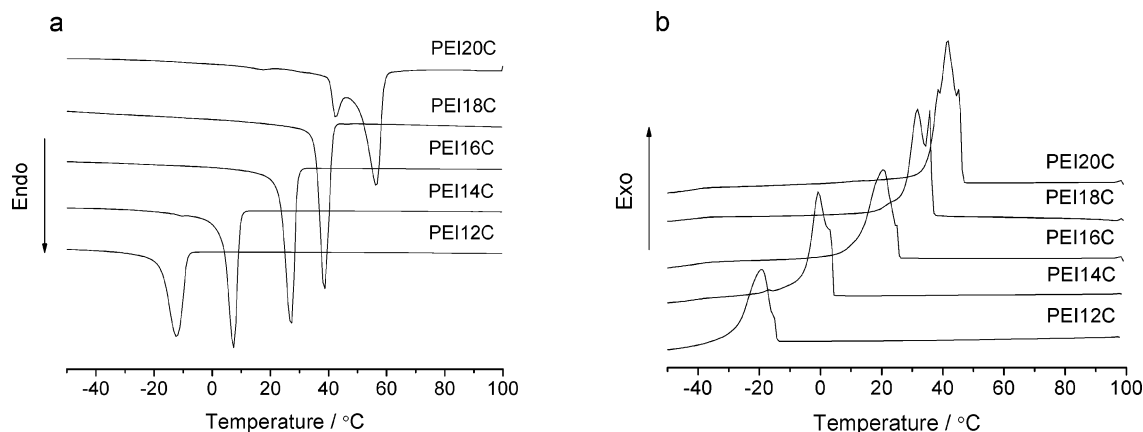 a
PEI20C
PEI18C
PEI16C
PEI14C
PEI12C
Endo
-40 -20 0 20 40 60 80 100
Temperature / °C
b
PEI20C
PEI18C
PEI16C
PEI14C
PEI12C
Exo
-40 -20 0 20 40 60 80 100
Temperature / °C